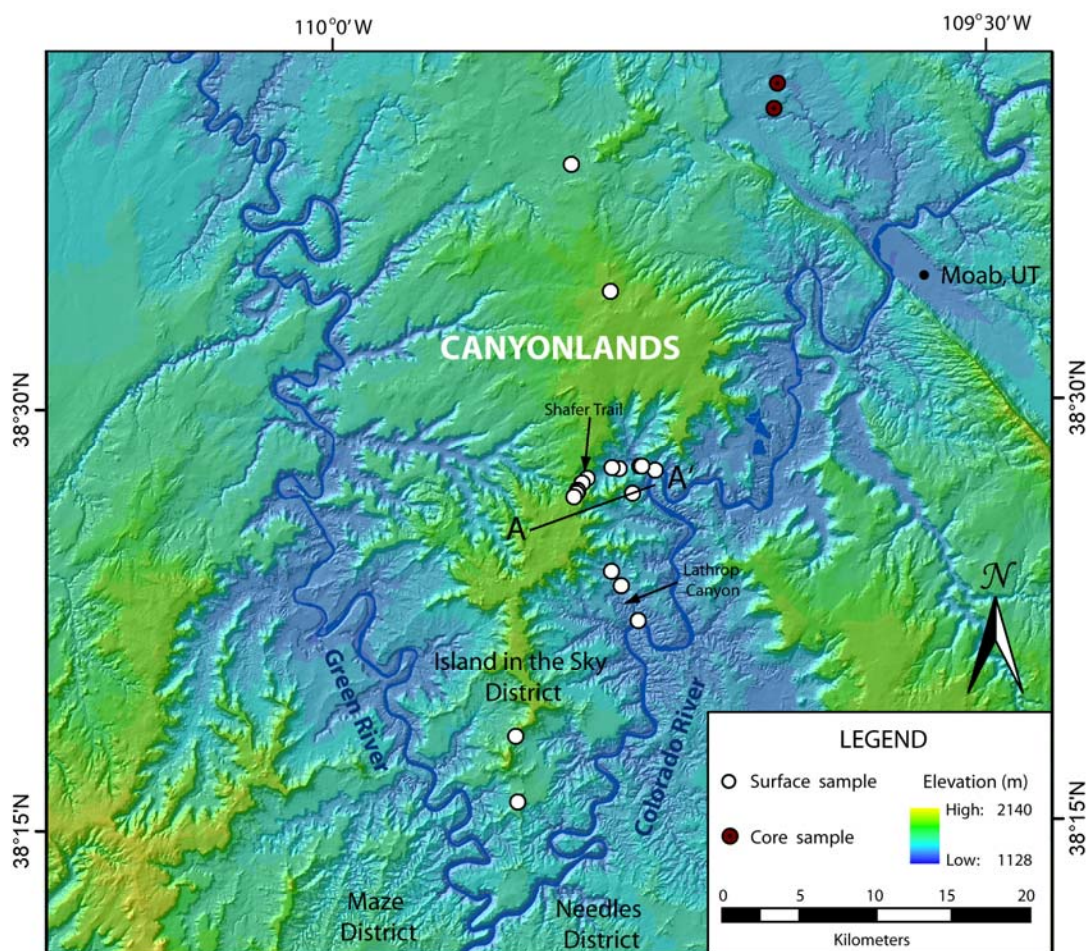 110°0'W
109°30'W
Moab, UT
CANYONLANDS
38°30'N
38°30'N
Shafer Trail
A'
A
Lathrop
Canyon
N
Island in the Sky
District
Green River
Colorado River
LEGEND
Surface sample
Elevation (m)
High: 2140
Core sample
Low: 1128
38°15'N
38°15'N
Maze
District
Needles
District
0 5 10 15 20
Kilometers